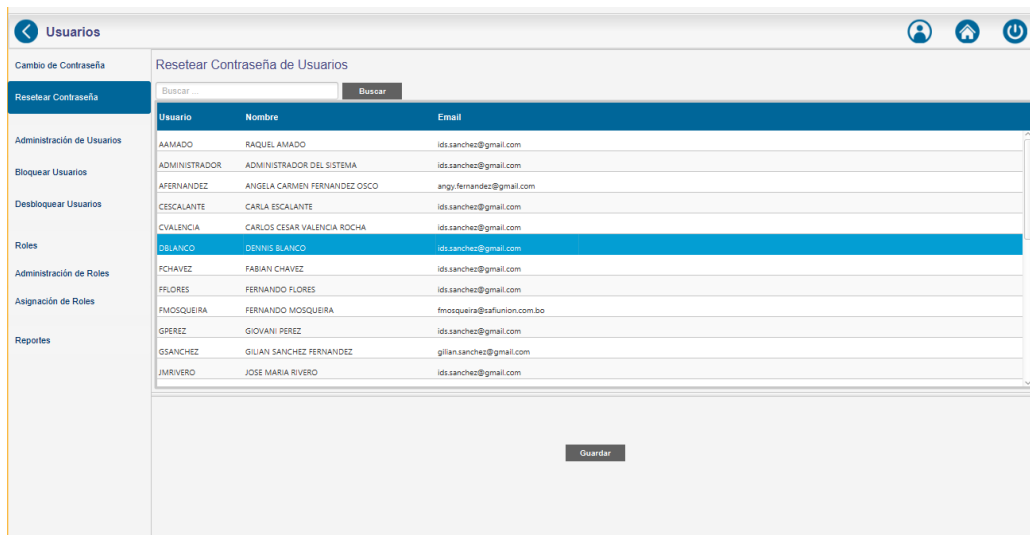 Usuarios
Cambio de Contraseña
Resetear Contraseña
Administración de Usuarios
Bloquear Usuarios
Desbloquear Usuarios
Roles
Administración de Roles
Asignación de Roles
Reportes
Resetear Contraseña de Usuarios
Buscar ... Buscar
Usuario Nombre Email
AAMADO RAQUEL AMADO ids.sanchez@gmail.com
ADMINISTRADOR ADMINISTRADOR DEL SISTEMA ids.sanchez@gmail.com
AFERNANDEZ ANGELA CARMEN FERNANDEZ OSCO angy.fernandez@gmail.com
CESCALANTE CARLA ESCALANTE ids.sanchez@gmail.com
CVALENCIA CARLOS CESAR VALENCIA ROCHA ids.sanchez@gmail.com
DBLANCO DENNIS BLANCO ids.sanchez@gmail.com
FCHAVEZ FABIAN CHAVEZ ids.sanchez@gmail.com
FFLORES FERNANDO FLORES ids.sanchez@gmail.com
FMOSQUEIRA FERNANDO MOSQUEIRA fmosqueira@safiunion.com.bo
GPEREZ GIOVANI PEREZ ids.sanchez@gmail.com
GSANCHEZ GILIAN SANCHEZ FERNANDEZ gilian.sanchez@gmail.com
JMRIVERO JOSE MARIA RIVERO ids.sanchez@gmail.com
Guardar